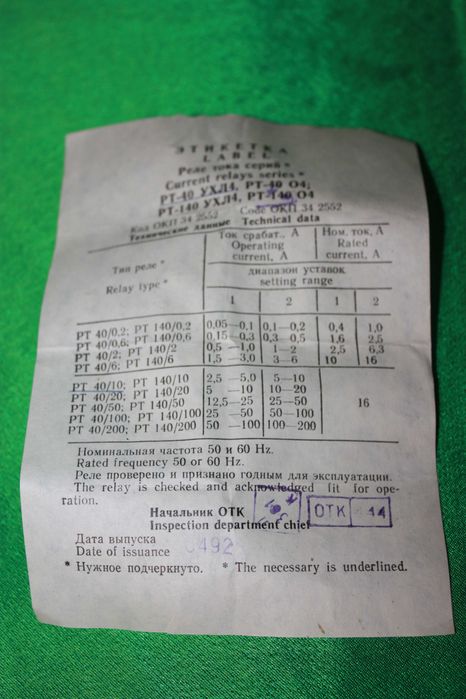 ЭТИКЕТКА
LABEL
Реле тока серий *
Current relays series *
РТ-40 УХЛ4, РТ-40 О4;
РТ-140 УХЛ4, РТ-140 О4
Код ОКП 34 2552 Code ОКП 34 2552
Технические данные Technical data
Тип реле *
Relay type *
Ток срабат., А
Operating
current, А
Ном. ток, А
Rated
current, А
диапазон уставок
setting range
1 2 1 2
РТ 40/0,2; РТ 140/0,2 0,05—0,1 0,1—0,2 0,4 1,0
РТ 40/0,6; РТ 140/0,6 0,15—0,3 0,3—0,5 1,6 2,5
РТ 40/2; РТ 140/2 0,5—1,0 1—2 2,5 6,3
РТ 40/6; РТ 140/6 1,5—3,0 3—6 10 16
РТ 40/10; РТ 140/10 2,5—5,0 5—10
РТ 40/20; РТ 140/20 5—10 10—20
РТ 40/50; РТ 140/50 12,5—25 25—50 16
РТ 40/100; РТ 140/100 25—50 50—100
РТ 40/200; РТ 140/200 50—100 100—200
Номинальная частота 50 и 60 Hz.
Rated frequency 50 or 60 Hz.
Реле проверено и признано годным для эксплуатации.
The relay is checked and acknowledged fit for ope-
ration.
Начальник ОТК
Inspection department chief
ОТК 14
Дата выпуска
Date of issuance 0492
* Нужное подчеркнуто. * The necessary is underlined.